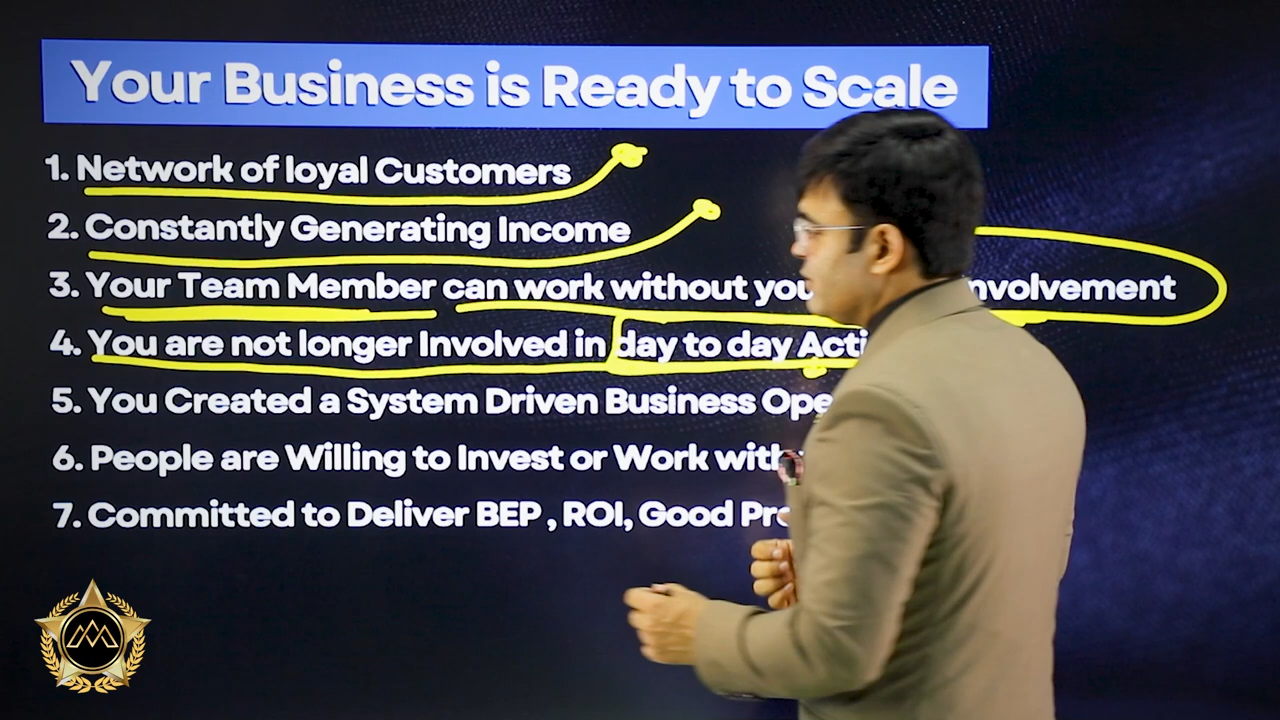 Your Business is Ready to Scale
1. Network of loyal Customers
2. Constantly Generating Income
3. Your Team Member can work without involvement
4. You are not longer Involved in day to day
5. You Created a System Driven Business
6. People are Willing to Invest or Work with
7. Committed to Deliver BEP , ROI, Good